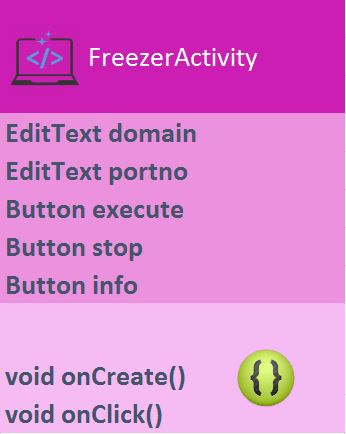 FreezerActivity
EditText domain
EditText portno
Button execute
Button stop
Button info
void onCreate()
void onClick()